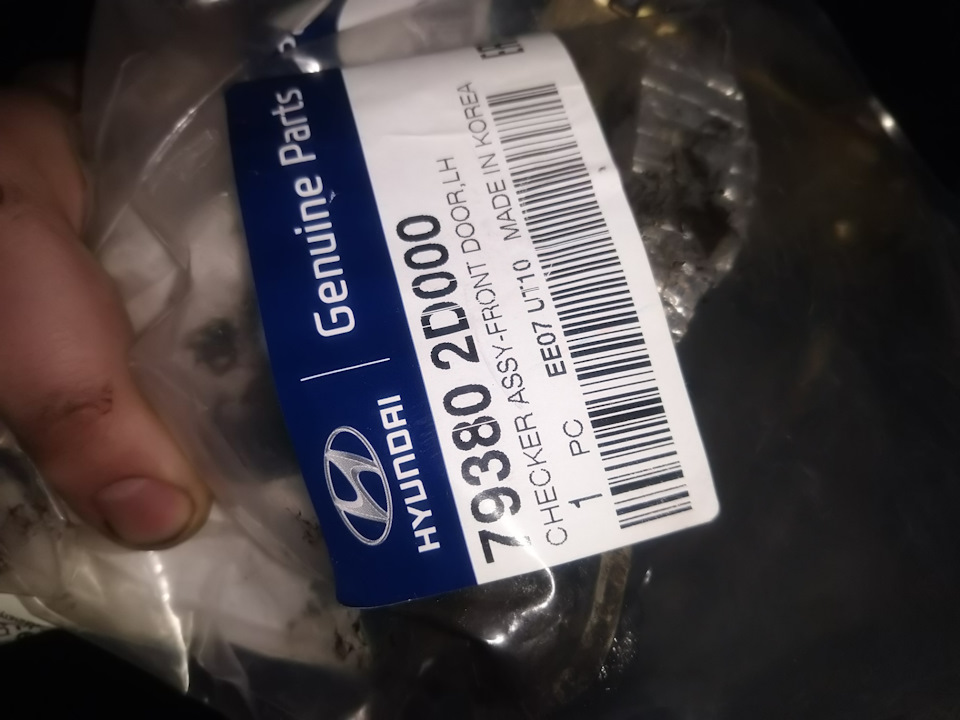 HYUNDAI | Genuine Parts
79380 2D000
CHECKER ASSY-FRONT DOOR,LH
EE07 UT10 MADE IN KOREA
1 PC